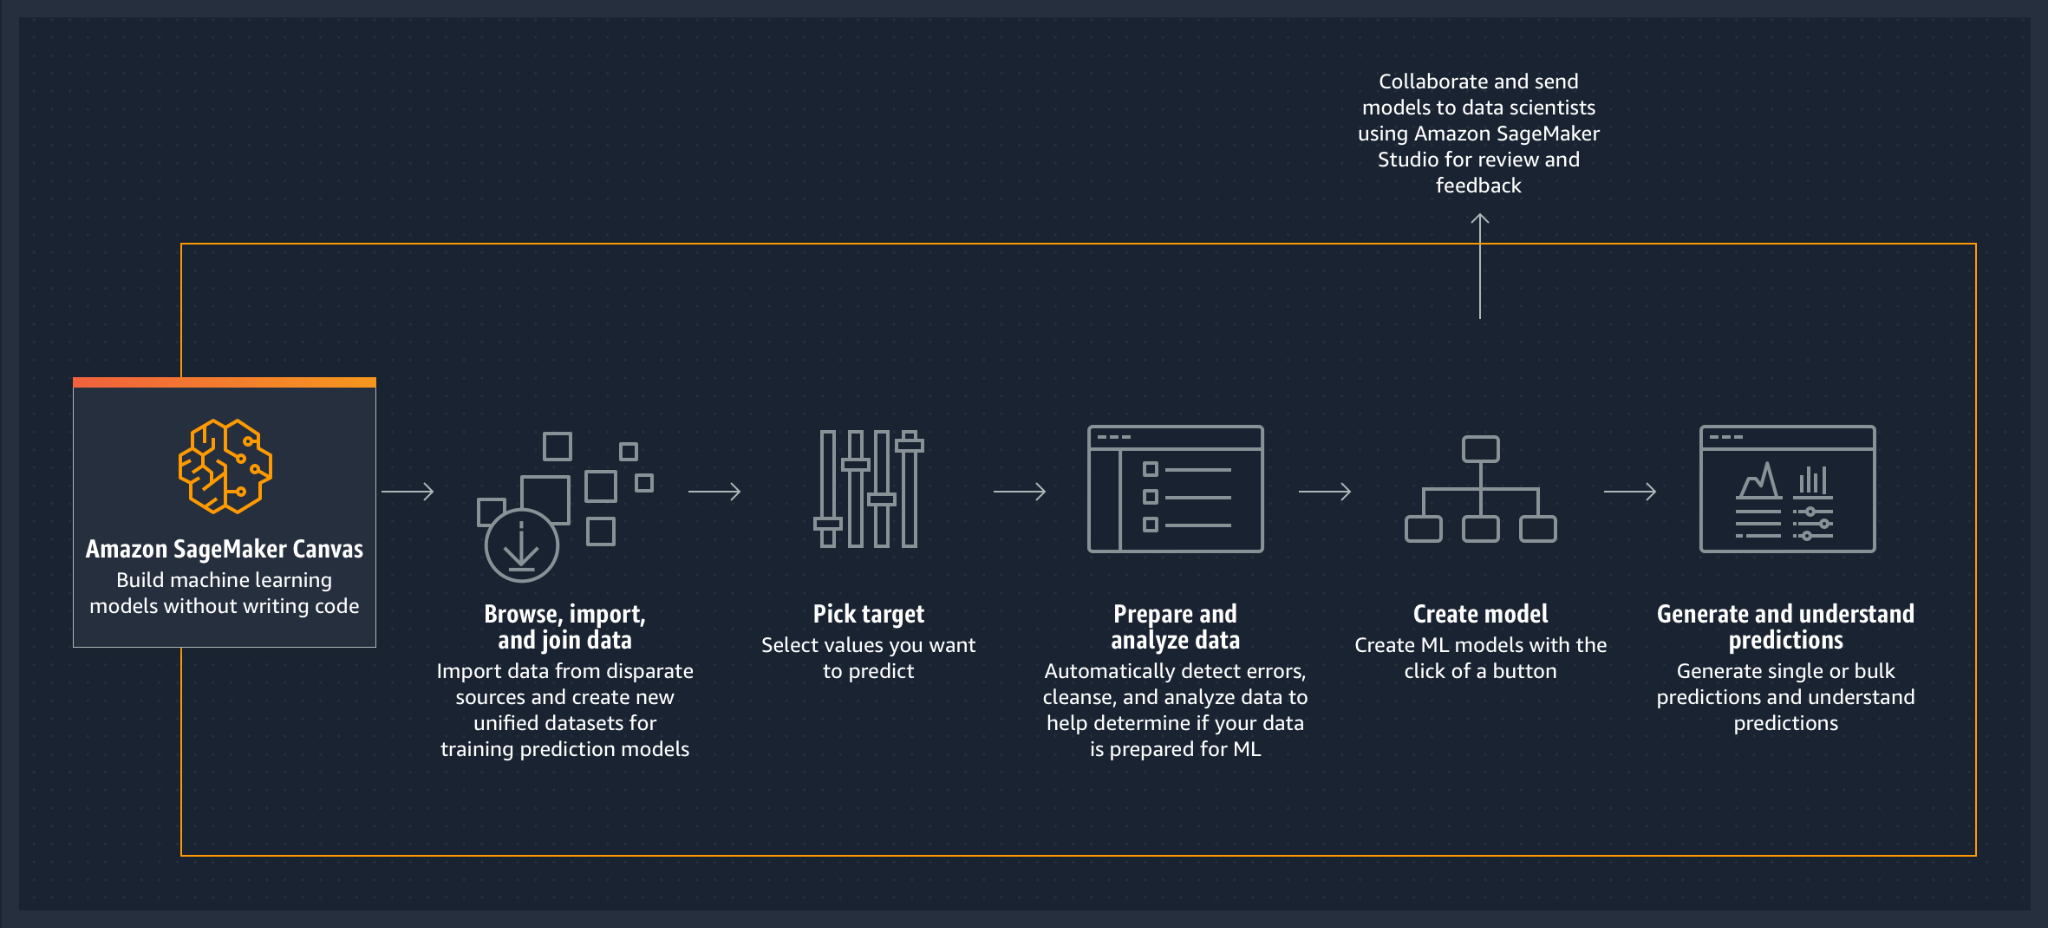 Collaborate and send
models to data scientists
using Amazon SageMaker
Studio for review and
feedback
Amazon SageMaker Canvas
Build machine learning
models without writing code
Browse, import,
and join data
Import data from disparate
sources and create new
unified datasets for
training prediction models
Pick target
Select values you want
to predict
Prepare and
analyze data
Automatically detect errors,
cleanse, and analyze data to
help determine if your data
is prepared for ML
Create model
Create ML models with the
click of a button
Generate and understand
predictions
Generate single or bulk
predictions and understand
predictions